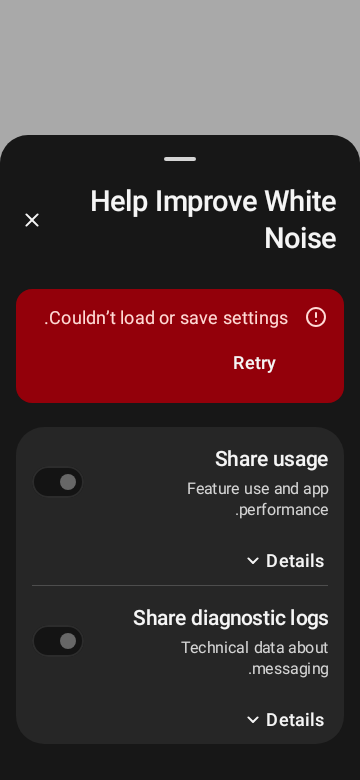 Help Improve White
Noise
.Couldn’t load or save settings
Retry
Share usage
Feature use and app
.performance
Details
Share diagnostic logs
Technical data about
.messaging
Details